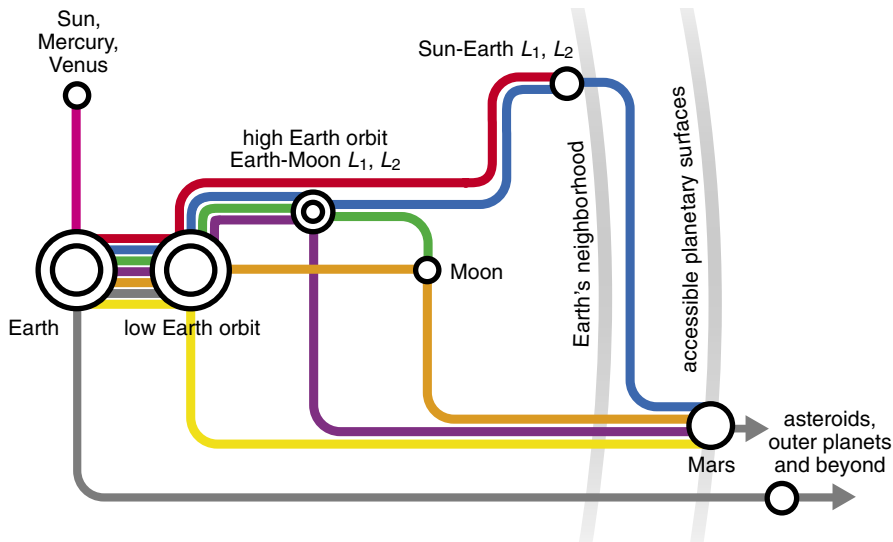 Sun,
Mercury,
Venus
Sun-Earth L₁, L₂
high Earth orbit
Earth-Moon L₁, L₂
Earth's neighborhood
accessible planetary surfaces
Moon
Earth
low Earth orbit
Mars
asteroids,
outer planets
and beyond